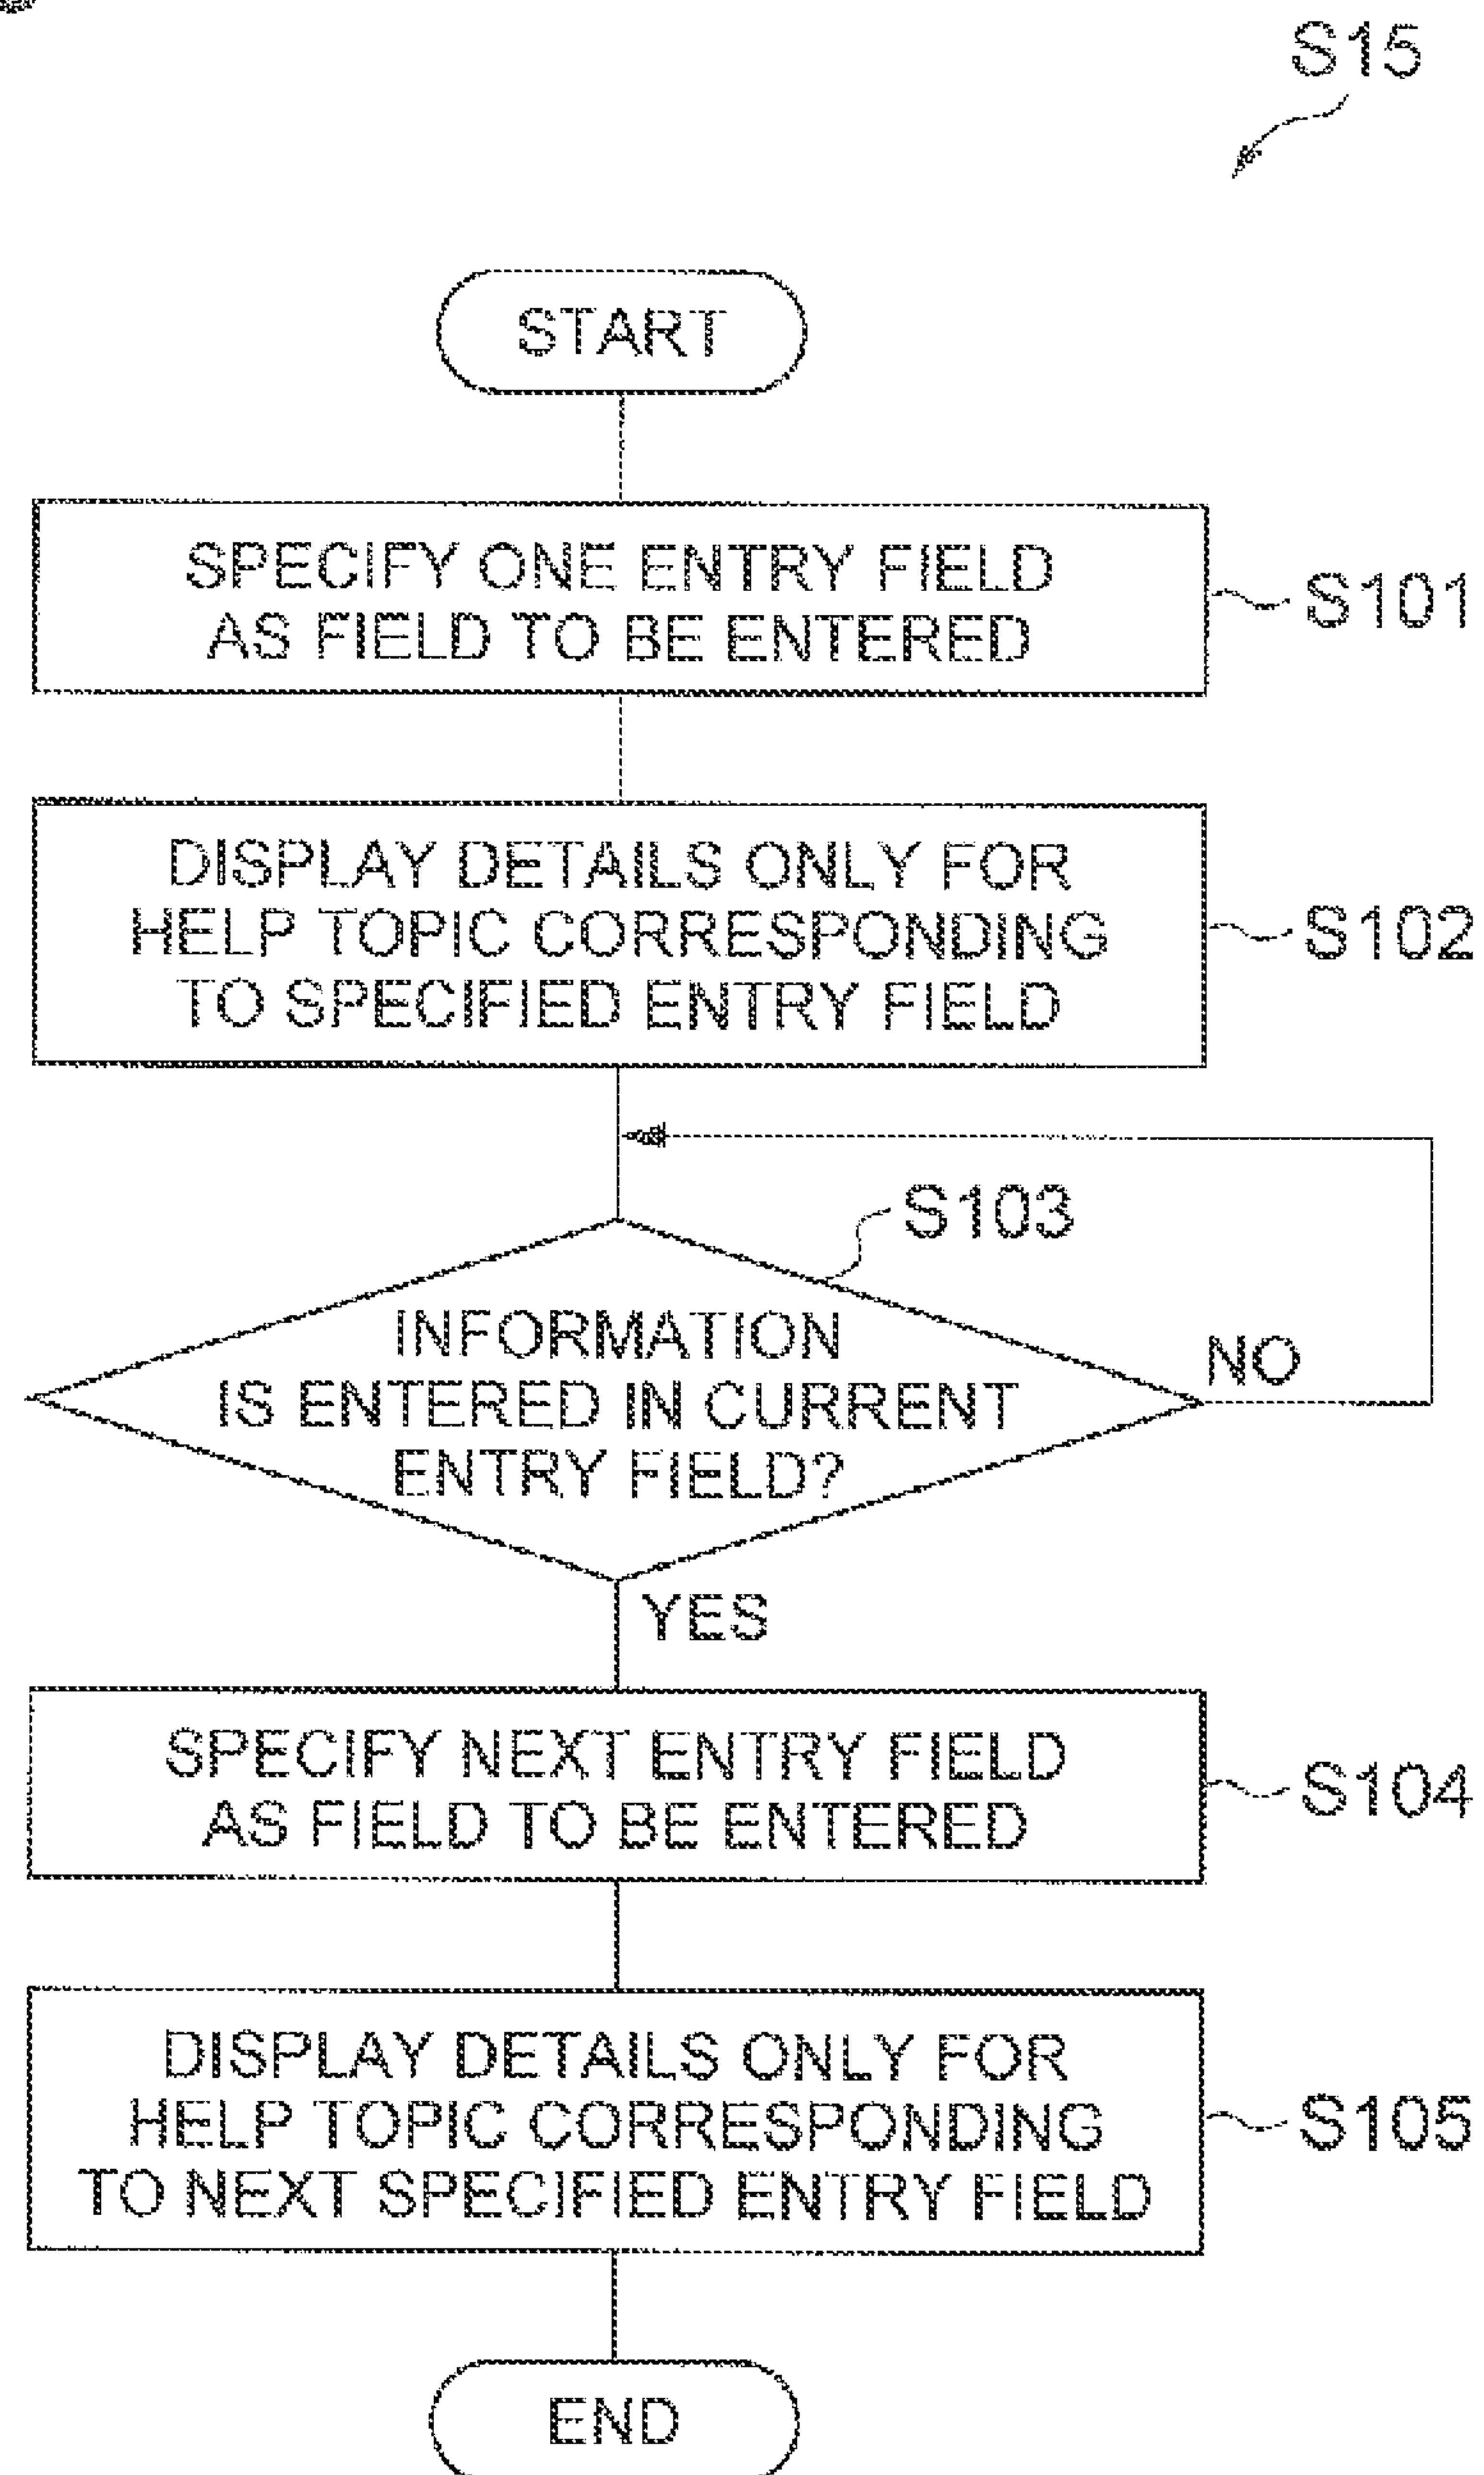 S15
START
SPECIFY ONE ENTRY FIELD
AS FIELD TO BE ENTERED
S101
DISPLAY DETAILS ONLY FOR
HELP TOPIC CORRESPONDING
TO SPECIFIED ENTRY FIELD
S102
S103
INFORMATION
IS ENTERED IN CURRENT
ENTRY FIELD?
NO
YES
SPECIFY NEXT ENTRY FIELD
AS FIELD TO BE ENTERED
S104
DISPLAY DETAILS ONLY FOR
HELP TOPIC CORRESPONDING
TO NEXT SPECIFIED ENTRY FIELD
S105
END